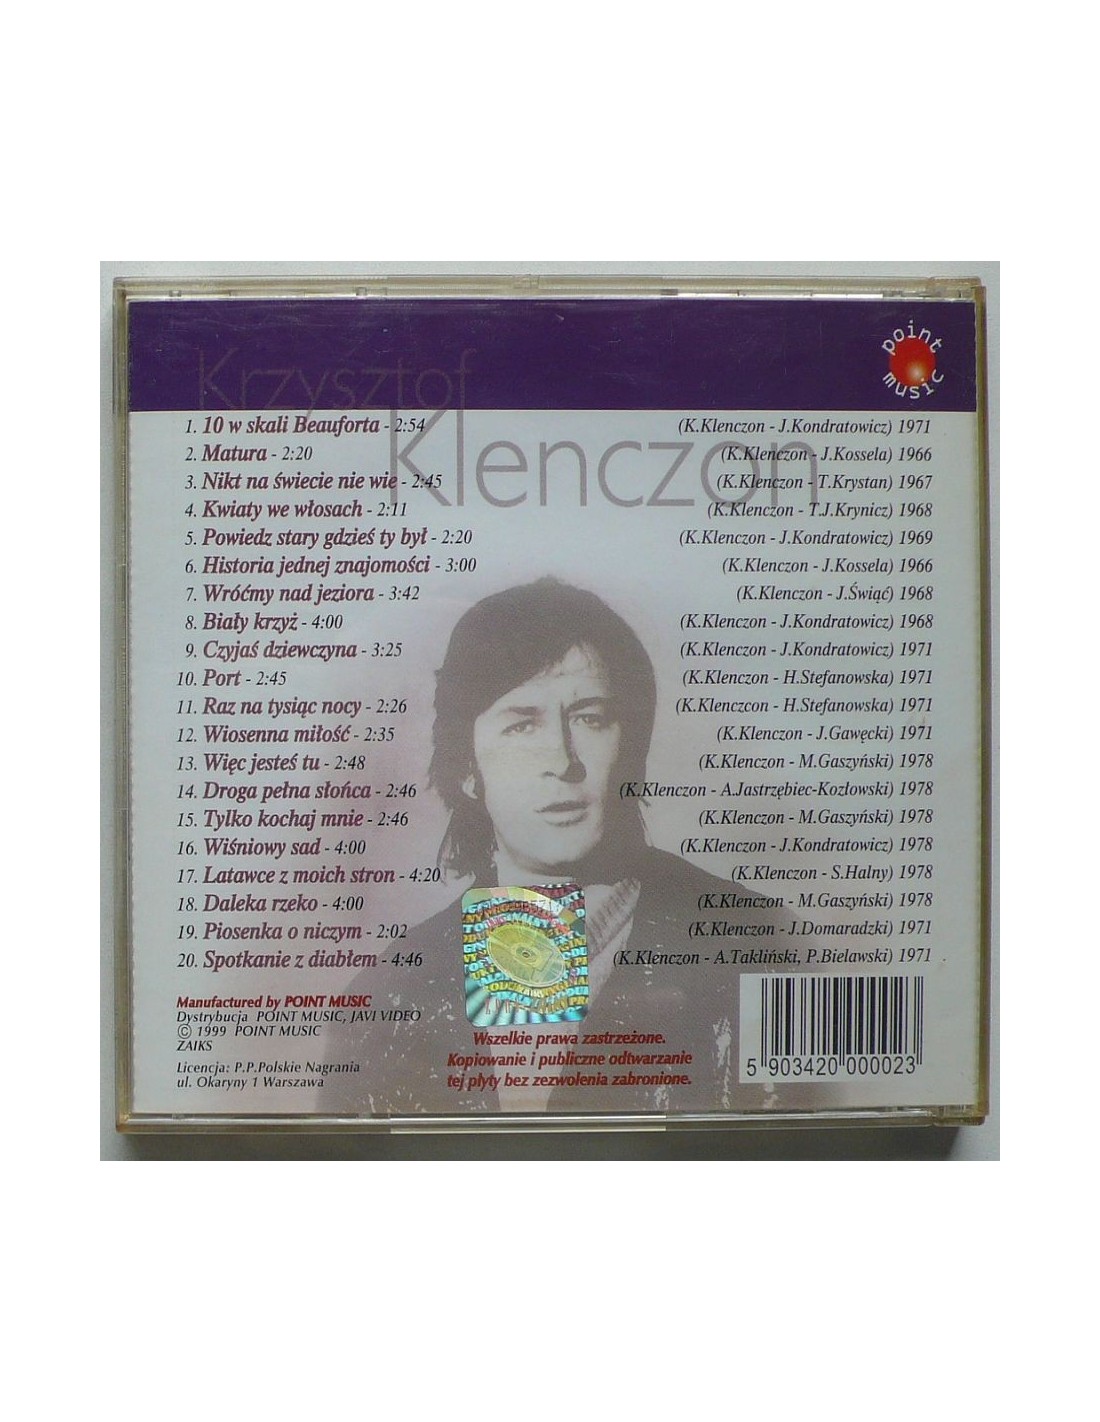 point
music
Krzysztof
Klenczon
1. 10 w skali Beauforta - 2:54 (K.Klenczon - J.Kondratowicz) 1971
2. Matura - 2:20 (K.Klenczon - J.Kossela) 1966
3. Nikt na świecie nie wie - 2:45 (K.Klenczon - T.Krystan) 1967
4. Kwiaty we włosach - 2:11 (K.Klenczon - T.J.Krynicz) 1968
5. Powiedz stary gdzieś ty był - 2:20 (K.Klenczon - J.Kondratowicz) 1969
6. Historia jednej znajomości - 3:00 (K.Klenczon - J.Kossela) 1966
7. Wróćmy nad jeziora - 3:42 (K.Klenczon - J.Świąć) 1968
8. Biały krzyż - 4:00 (K.Klenczon - J.Kondratowicz) 1968
9. Czyjaś dziewczyna - 3:25 (K.Klenczon - J.Kondratowicz) 1971
10. Port - 2:45 (K.Klenczon - H.Stefanowska) 1971
11. Raz na tysiąc nocy - 2:26 (K.Klenczcon - H.Stefanowska) 1971
12. Wiosenna miłość - 2:35 (K.Klenczon - J.Gawęcki) 1971
13. Więc jesteś tu - 2:48 (K.Klenczon - M.Gaszyński) 1978
14. Droga pełna słońca - 2:46 (K.Klenczon - A.Jastrzębiec-Kozłowski) 1978
15. Tylko kochaj mnie - 2:46 (K.Klenczon - M.Gaszyński) 1978
16. Wiśniowy sad - 4:00 (K.Klenczon - J.Kondratowicz) 1978
17. Latawce z moich stron - 4:20 (K.Klenczon - S.Halny) 1978
18. Daleka rzeko - 4:00 (K.Klenczon - M.Gaszyński) 1978
19. Piosenka o niczym - 2:02 (K.Klenczon - J.Domaradzki) 1971
20. Spotkanie z diabłem - 4:46 (K.Klenczon - A.Takliński, P.Bielawski) 1971
Manufactured by POINT MUSIC
Dystrybucja POINT MUSIC, JAVI VIDEO
© 1999 POINT MUSIC
ZAIKS
Licencja: P.P.Polskie Nagrania
ul. Okaryny 1 Warszawa
Wszelkie prawa zastrzeżone.
Kopiowanie i publiczne odtwarzanie
tej płyty bez zezwolenia zabronione.
5 903420 000023